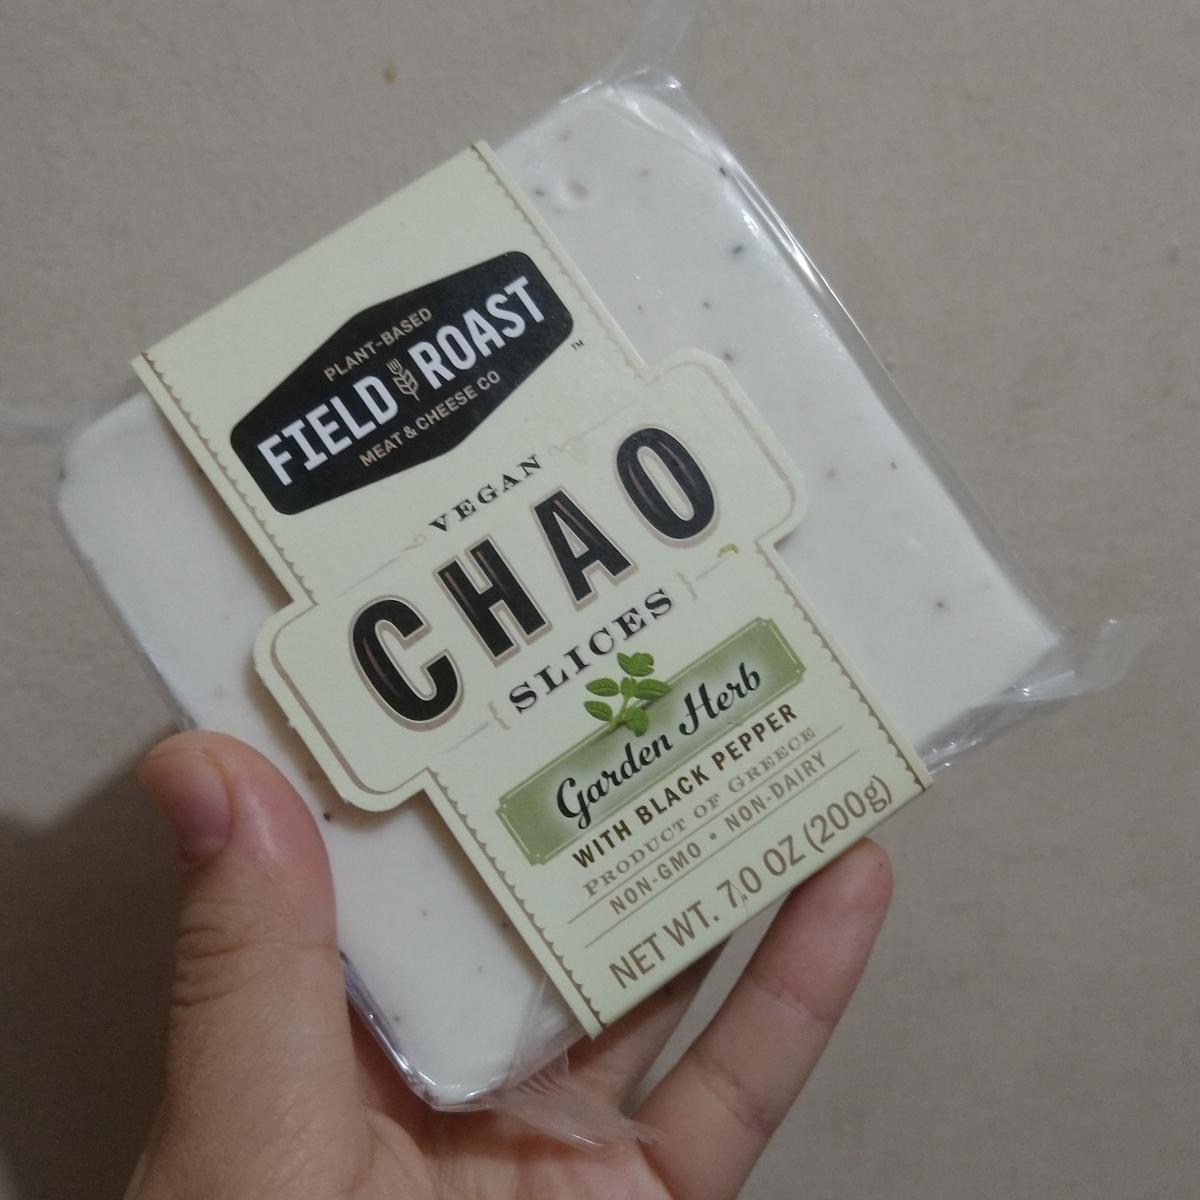 PLANT-BASED
FIELD ROAST
™
MEAT & CHEESE CO
VEGAN
CHAO
{ SLICES }
Garden Herb
WITH BLACK PEPPER
PRODUCT OF GREECE
NON-GMO • NON-DAIRY
NET WT. 7.0 OZ (200g)